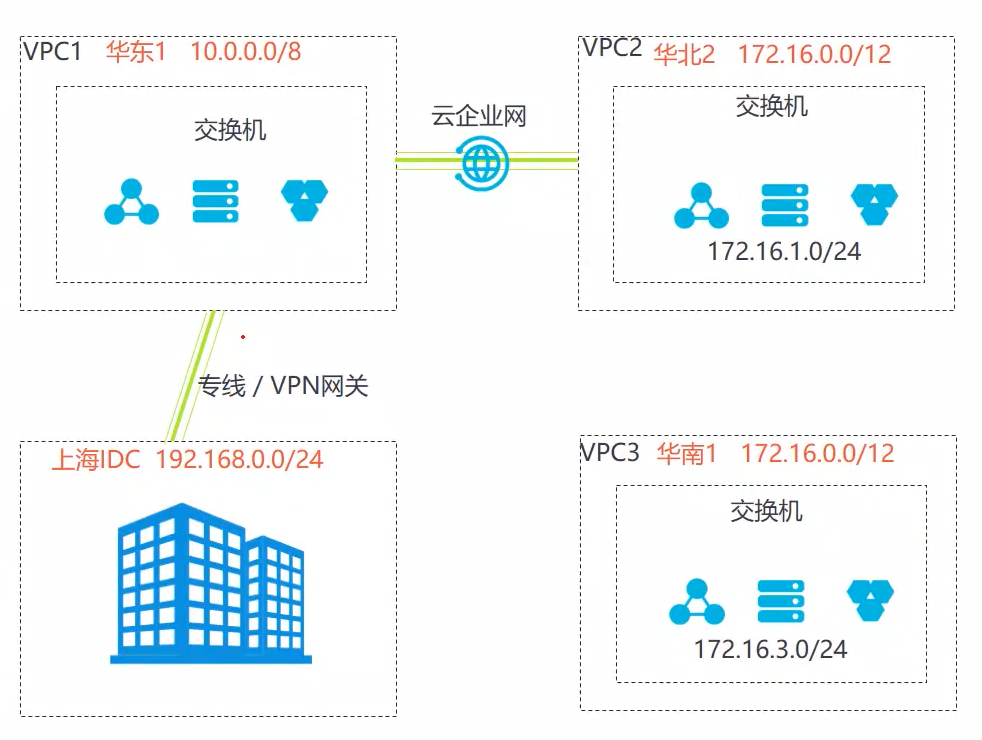 VPC1 华东1 10.0.0.0/8
交换机
云企业网
VPC2 华北2 172.16.0.0/12
交换机
172.16.1.0/24
专线 / VPN网关
上海IDC 192.168.0.0/24
VPC3 华南1 172.16.0.0/12
交换机
172.16.3.0/24